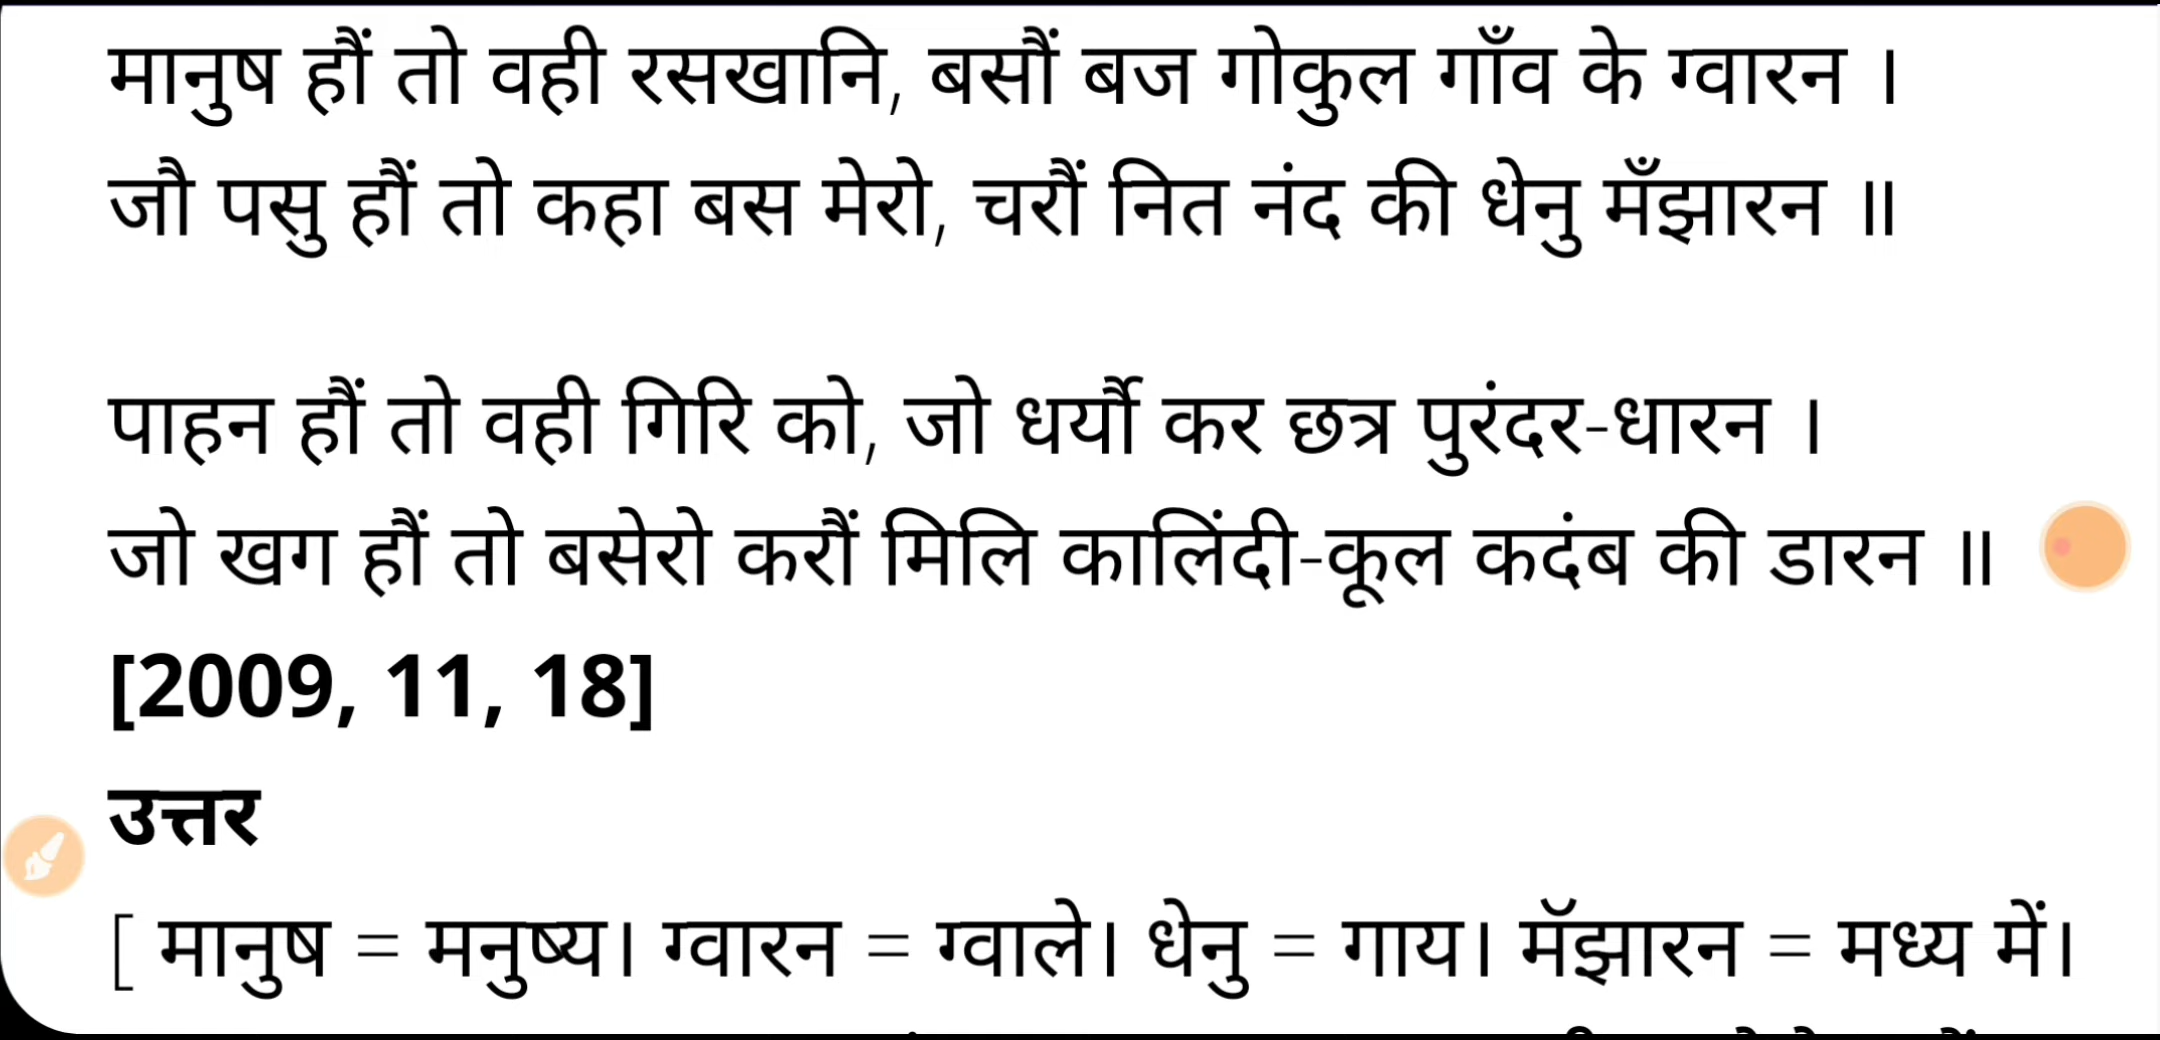 मानुष हौं तो वही रसखानि, बसौं बज गोकुल गाँव के ग्वारन ।
जौ पसु हौं तो कहा बस मेरो, चरौं नित नंद की धेनु मँझारन ॥
पाहन हौं तो वही गिरि को, जो धर्यौ कर छत्र पुरंदर-धारन ।
जो खग हौं तो बसेरो करौं मिलि कालिंदी-कूल कदंब की डारन ॥
[2009, 11, 18]
उत्तर
[ मानुष = मनुष्य। ग्वारन = ग्वाले। धेनु = गाय। मॅझारन = मध्य में।